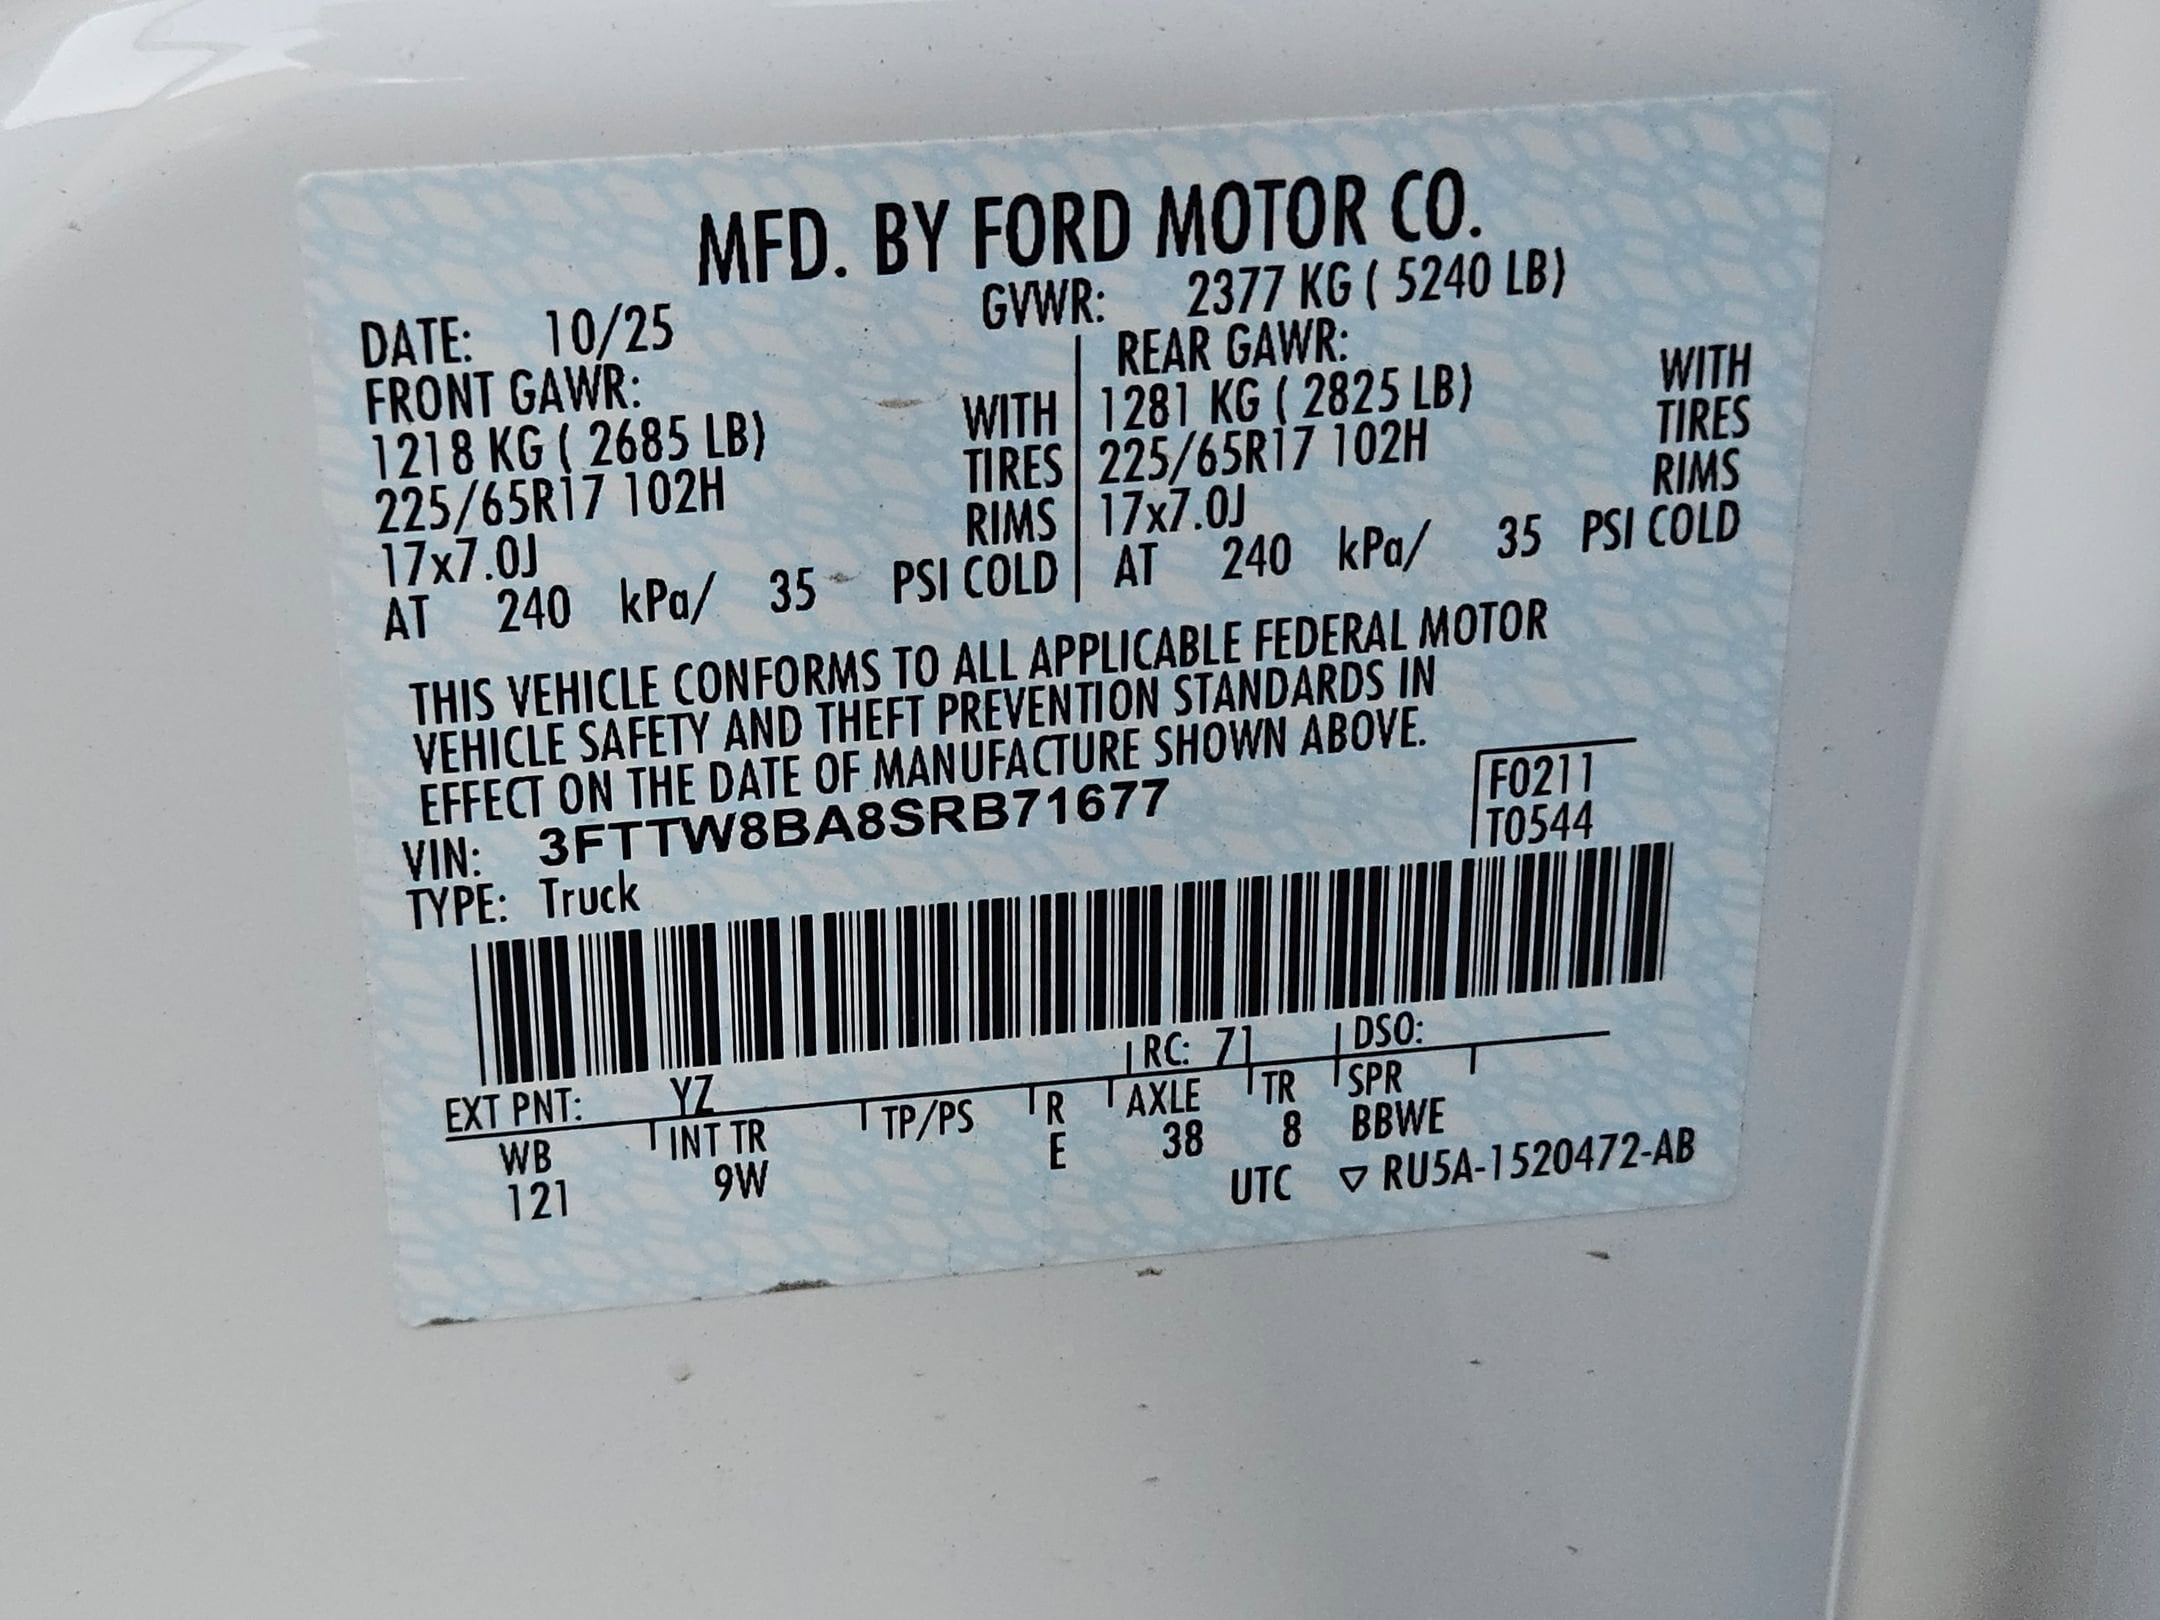 MFD. BY FORD MOTOR CO.
DATE: 10/25 GVWR: 2377 KG ( 5240 LB)
FRONT GAWR: REAR GAWR:
1218 KG ( 2685 LB) WITH 1281 KG ( 2825 LB) WITH
225/65R17 102H TIRES 225/65R17 102H TIRES
17x7.0J RIMS 17x7.0J RIMS
AT 240 kPa/ 35 PSI COLD AT 240 kPa/ 35 PSI COLD
THIS VEHICLE CONFORMS TO ALL APPLICABLE FEDERAL MOTOR
VEHICLE SAFETY AND THEFT PREVENTION STANDARDS IN
EFFECT ON THE DATE OF MANUFACTURE SHOWN ABOVE.
VIN: 3FTTW8BA8SRB71677 F0211
TYPE: Truck T0544
EXT PNT: YZ RC: 71 DSO:
WB INT TR TP/PS R AXLE TR SPR
121 9W E 38 8 BBWE
UTC ▽ RU5A-1520472-AB